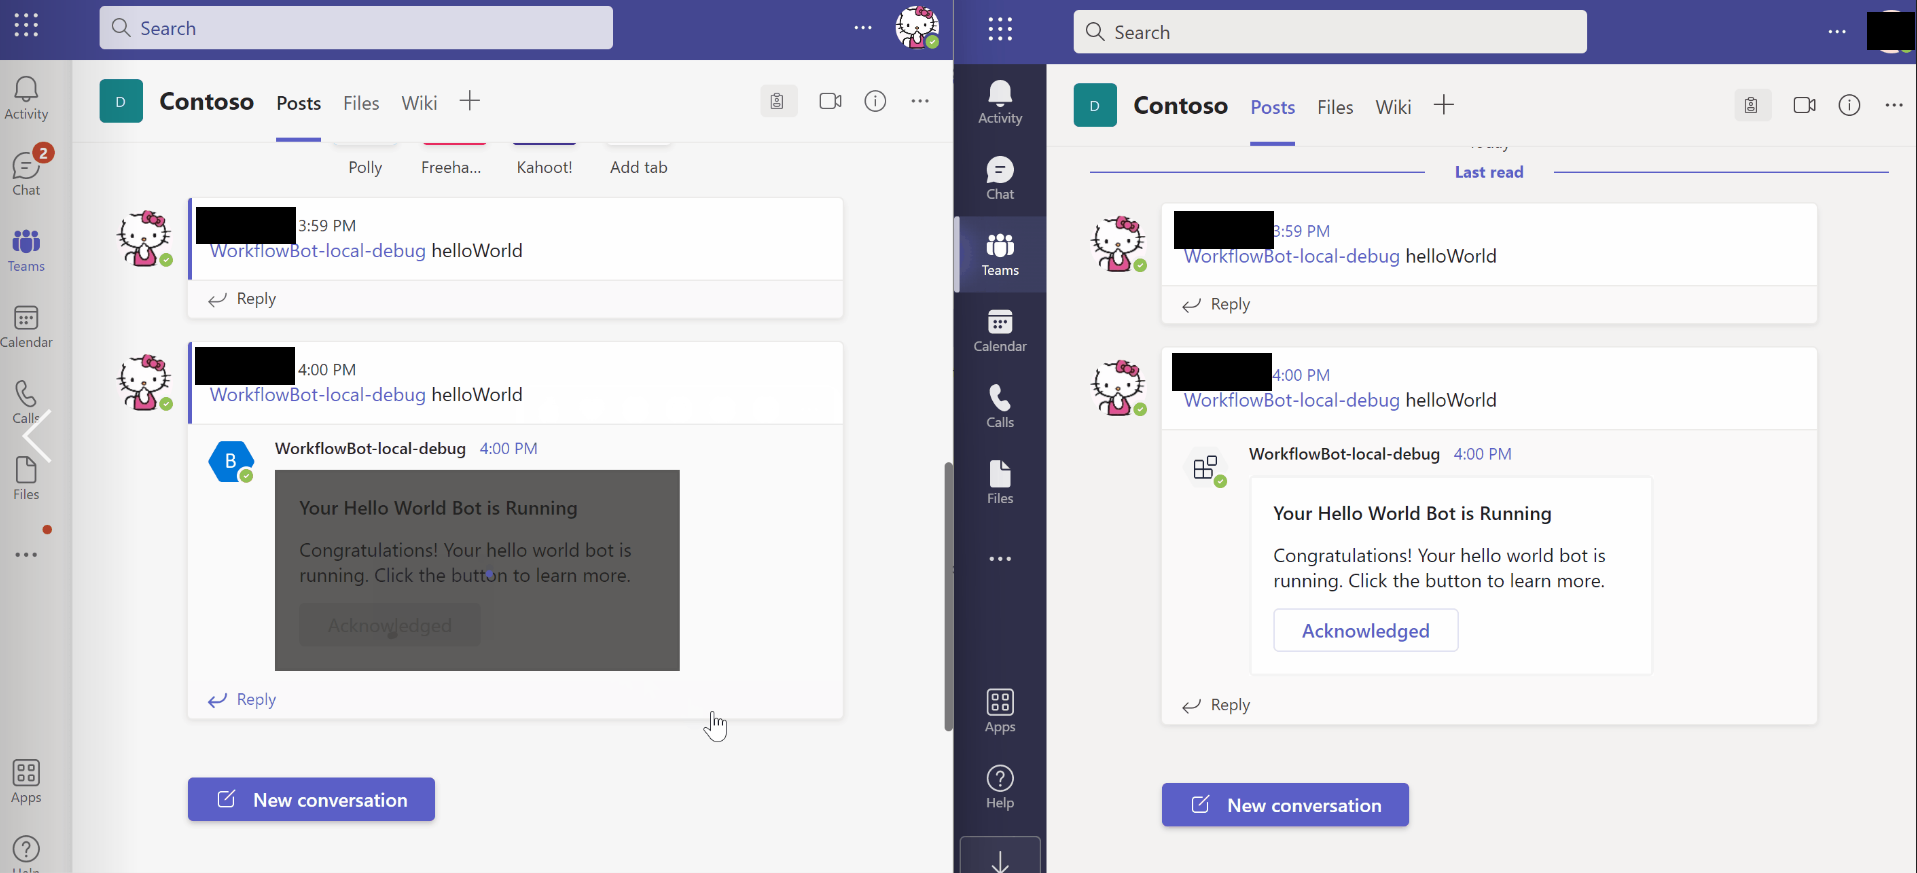 Search
D
Contoso Posts Files Wiki
Activity
2
Chat
Teams
Calendar
Calls
Files
Apps
Help
Polly Freeha... Kahoot! Add tab
3:59 PM
WorkflowBot-local-debug helloWorld
Reply
4:00 PM
WorkflowBot-local-debug helloWorld
B
WorkflowBot-local-debug 4:00 PM
Your Hello World Bot is Running
Congratulations! Your hello world bot is
running. Click the button to learn more.
Acknowledged
Reply
New conversation
Search
D
Contoso Posts Files Wiki
Activity
Chat
Teams
Calendar
Calls
Files
Apps
Help
Today
Last read
3:59 PM
WorkflowBot-local-debug helloWorld
Reply
4:00 PM
WorkflowBot-local-debug helloWorld
WorkflowBot-local-debug 4:00 PM
Your Hello World Bot is Running
Congratulations! Your hello world bot is
running. Click the button to learn more.
Acknowledged
Reply
New conversation